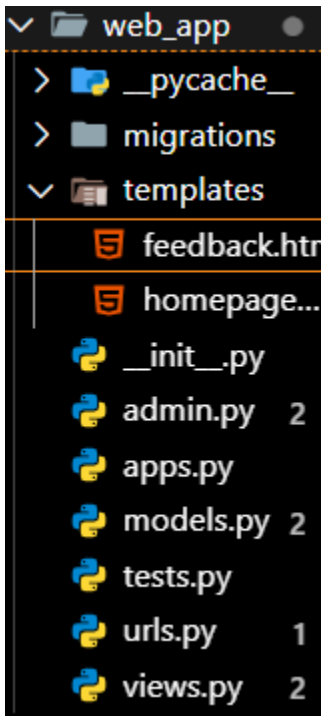 web_app
__pycache__
migrations
templates
feedback.htm
homepage...
__init__.py
admin.py 2
apps.py
models.py 2
tests.py
urls.py 1
views.py 2